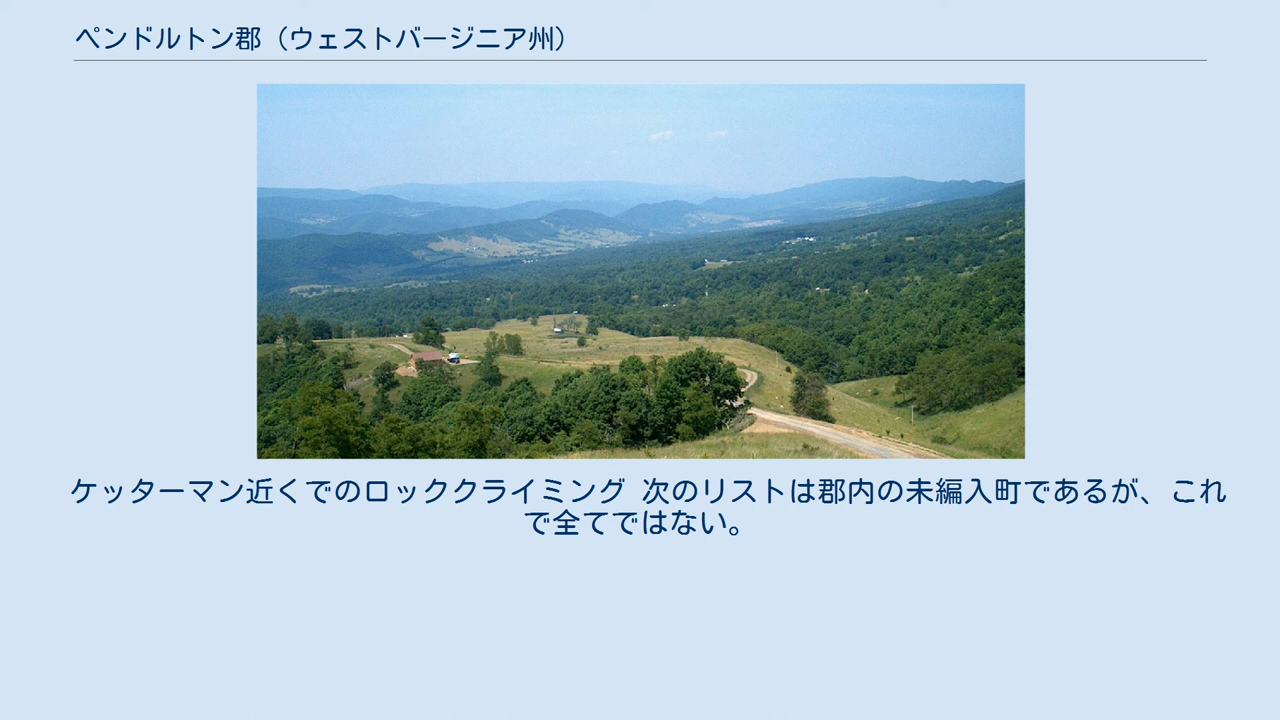 ペンドルトン郡（ウェストバージニア州）
ケッターマン近くでのロッククライミング 次のリストは郡内の未編入町であるが、これ
で全てではない。